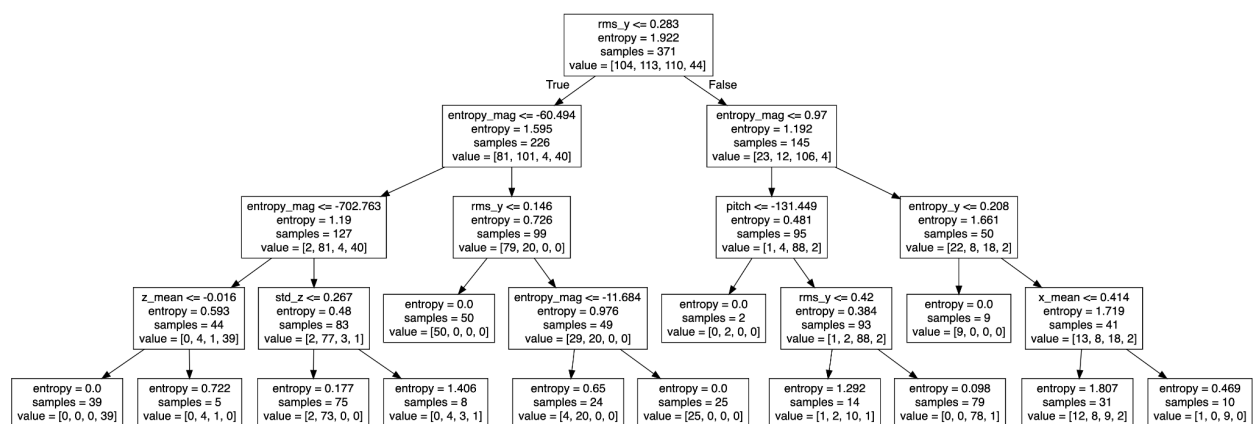 rms_y <= 0.283
entropy = 1.922
samples = 371
value = [104, 113, 110, 44]
True
False
entropy_mag <= -60.494
entropy = 1.595
samples = 226
value = [81, 101, 4, 40]
entropy_mag <= 0.97
entropy = 1.192
samples = 145
value = [23, 12, 106, 4]
entropy_mag <= -702.763
entropy = 1.19
samples = 127
value = [2, 81, 4, 40]
rms_y <= 0.146
entropy = 0.726
samples = 99
value = [79, 20, 0, 0]
pitch <= -131.449
entropy = 0.481
samples = 95
value = [1, 4, 88, 2]
entropy_y <= 0.208
entropy = 1.661
samples = 50
value = [22, 8, 18, 2]
z_mean <= -0.016
entropy = 0.593
samples = 44
value = [0, 4, 1, 39]
std_z <= 0.267
entropy = 0.48
samples = 83
value = [2, 77, 3, 1]
entropy = 0.0
samples = 50
value = [50, 0, 0, 0]
entropy_mag <= -11.684
entropy = 0.976
samples = 49
value = [29, 20, 0, 0]
entropy = 0.0
samples = 2
value = [0, 2, 0, 0]
rms_y <= 0.42
entropy = 0.384
samples = 93
value = [1, 2, 88, 2]
entropy = 0.0
samples = 9
value = [9, 0, 0, 0]
x_mean <= 0.414
entropy = 1.719
samples = 41
value = [13, 8, 18, 2]
entropy = 0.0
samples = 39
value = [0, 0, 0, 39]
entropy = 0.722
samples = 5
value = [0, 4, 1, 0]
entropy = 0.177
samples = 75
value = [2, 73, 0, 0]
entropy = 1.406
samples = 8
value = [0, 4, 3, 1]
entropy = 0.65
samples = 24
value = [4, 20, 0, 0]
entropy = 0.0
samples = 25
value = [25, 0, 0, 0]
entropy = 1.292
samples = 14
value = [1, 2, 10, 1]
entropy = 0.098
samples = 79
value = [0, 0, 78, 1]
entropy = 1.807
samples = 31
value = [12, 8, 9, 2]
entropy = 0.469
samples = 10
value = [1, 0, 9, 0]